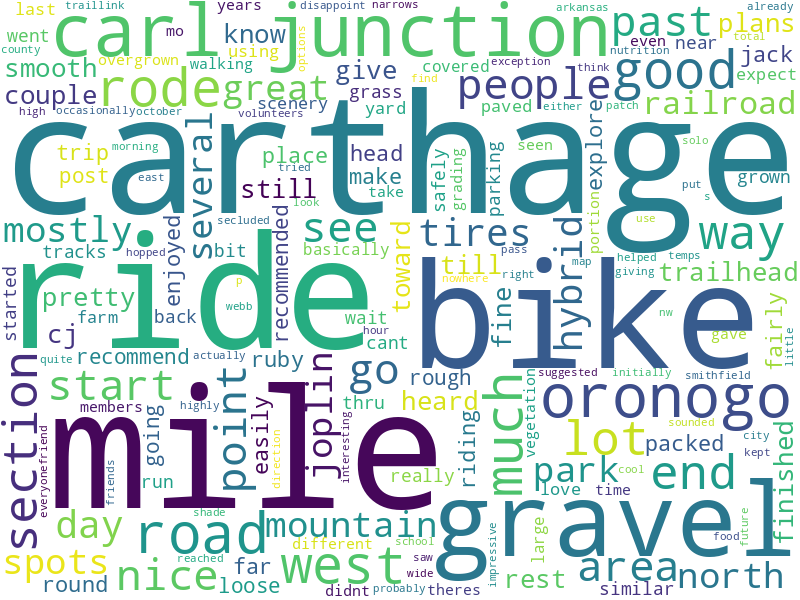 last
traillink
narrows
disappoint
arkansas
already
carl junction
past
plans
total
years
county
went
mo
know
options
even
near
jack
overgrown
using
exception
think
smooth
walking
give
covered
people
good
nutrition
expect
couple
rode
great
scenery
grass
paved
find
either
patch
railroad
high
occasionally
october
volunteers
yard
carthage
morning
tried
several
trip
place
head
safely
grading
parking
seen
explore
solo
post
east
still
make
take
look
put
s
grown
mostly
secluded
see
tires
hybrid
portion
use
way
tracks
hopped
enjoyed
bit
recommended
basically
toward
till
pass
helped
temps
right
map
giving
trailhead
nowhere
started
ride
pretty
p
webb
farm
back
wait
hour
bike
fine
nw
gave
fairly
little
cj
cant
quite
recommend
actually
ruby
go
rough
suggested
initially
smithfield
section
start
point
joplin
thru
heard
much
oronogo
members
highly
easily
interesting
mile
riding
vegetation
sounded
city
kept
finished
everyonefriend
friends
going
run
direction
really
lot
packed
park
cool
end
love
time
day
shade
road
mountain
gravel
large
food
future
different
school
impressive
spots
reached
west
saw
area
north
nice
far
wide
rest
round
loose
didnt
probably
theres
similar